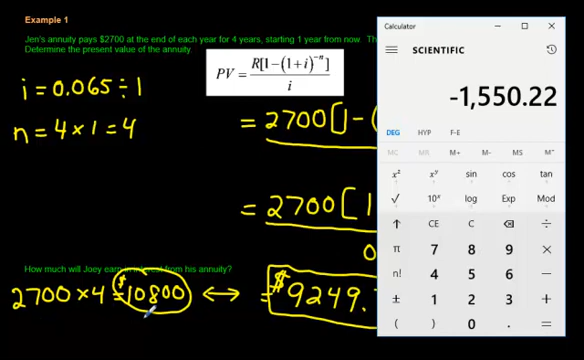 Example 1
Jen's annuity pays $2700 at the end of each year for 4 years, starting 1 year from now. Th
Determine the present value of the annuity
PV = R[1−(1+i)^−n] / i
i = 0.065 ÷ 1
n = 4 × 1 = 4
= 2700[1 − (
= 2700[1
0
How much will Joey earn in interest from his annuity?
2700 × 4 = $10800 ↔ = $9249.
Calculator
SCIENTIFIC
-1,550.22
DEG HYP F-E
MC MR M+ M- MS M˅
x² xʸ sin cos tan
√ 10ˣ log Exp Mod
↑ CE C ⌫ ÷
π 7 8 9 ×
n! 4 5 6 −
± 1 2 3 +
( ) 0 . =